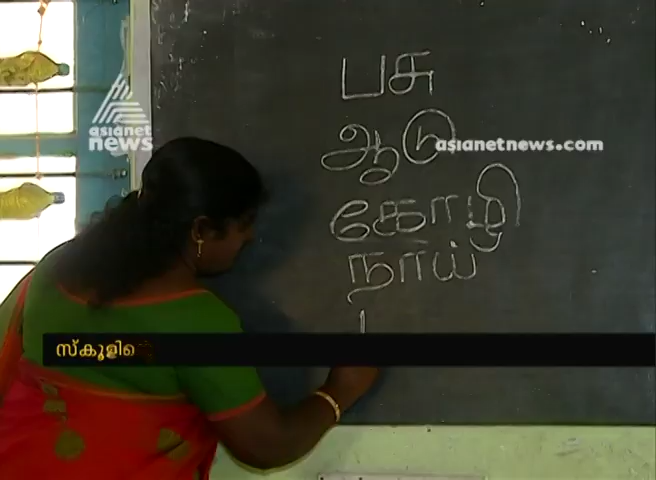 பசு
ஆடு
கோழி
நாய்
asianet
news
asianetnews.com
സ്കൂളിന്റെ